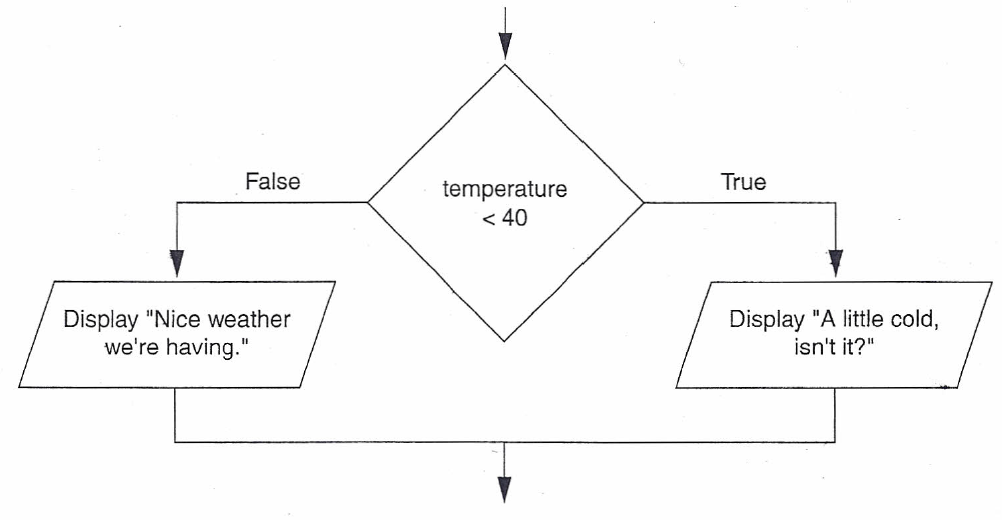 False
temperature
< 40
True
Display "Nice weather
we're having."
Display "A little cold,
isn't it?"